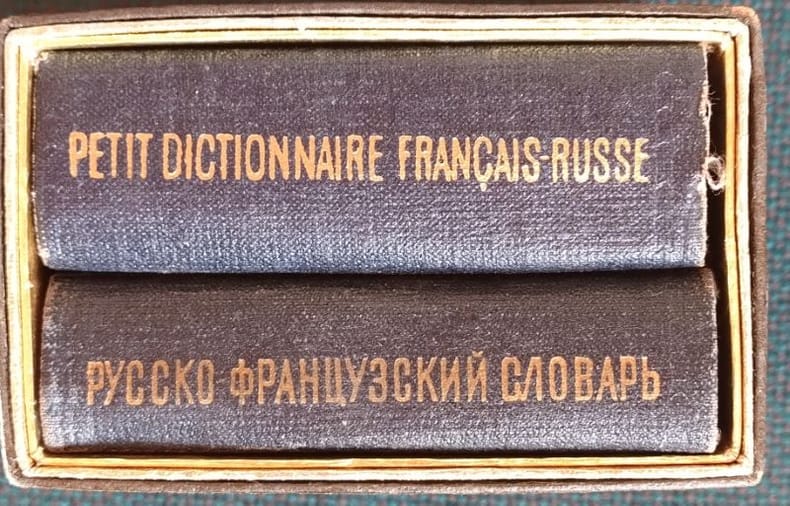 PETIT DICTIONNAIRE FRANÇAIS-RUSSE
РУССКО-ФРАНЦУЗСКИЙ СЛОВАРЬ